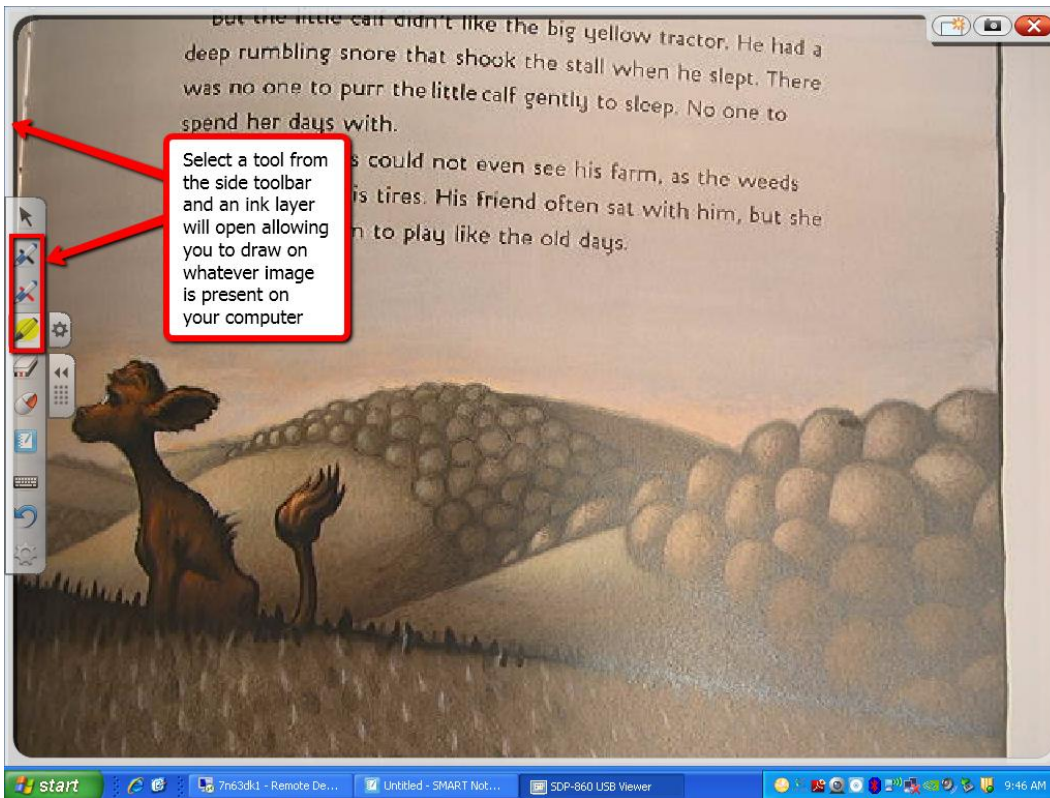 But the little calf didn't like the big yellow tractor. He had a
deep rumbling snore that shook the stall when he slept. There
was no one to purr the little calf gently to sleep. No one to
spend her days with.
s could not even see his farm, as the weeds
is tires. His friend often sat with him, but she
to play like the old days.
Select a tool from
the side toolbar
and an ink layer
will open allowing
you to draw on
whatever image
is present on
your computer
start
7n63dk1 - Remote De...
Untitled - SMART Not...
SDP-860 USB Viewer
9:46 AM